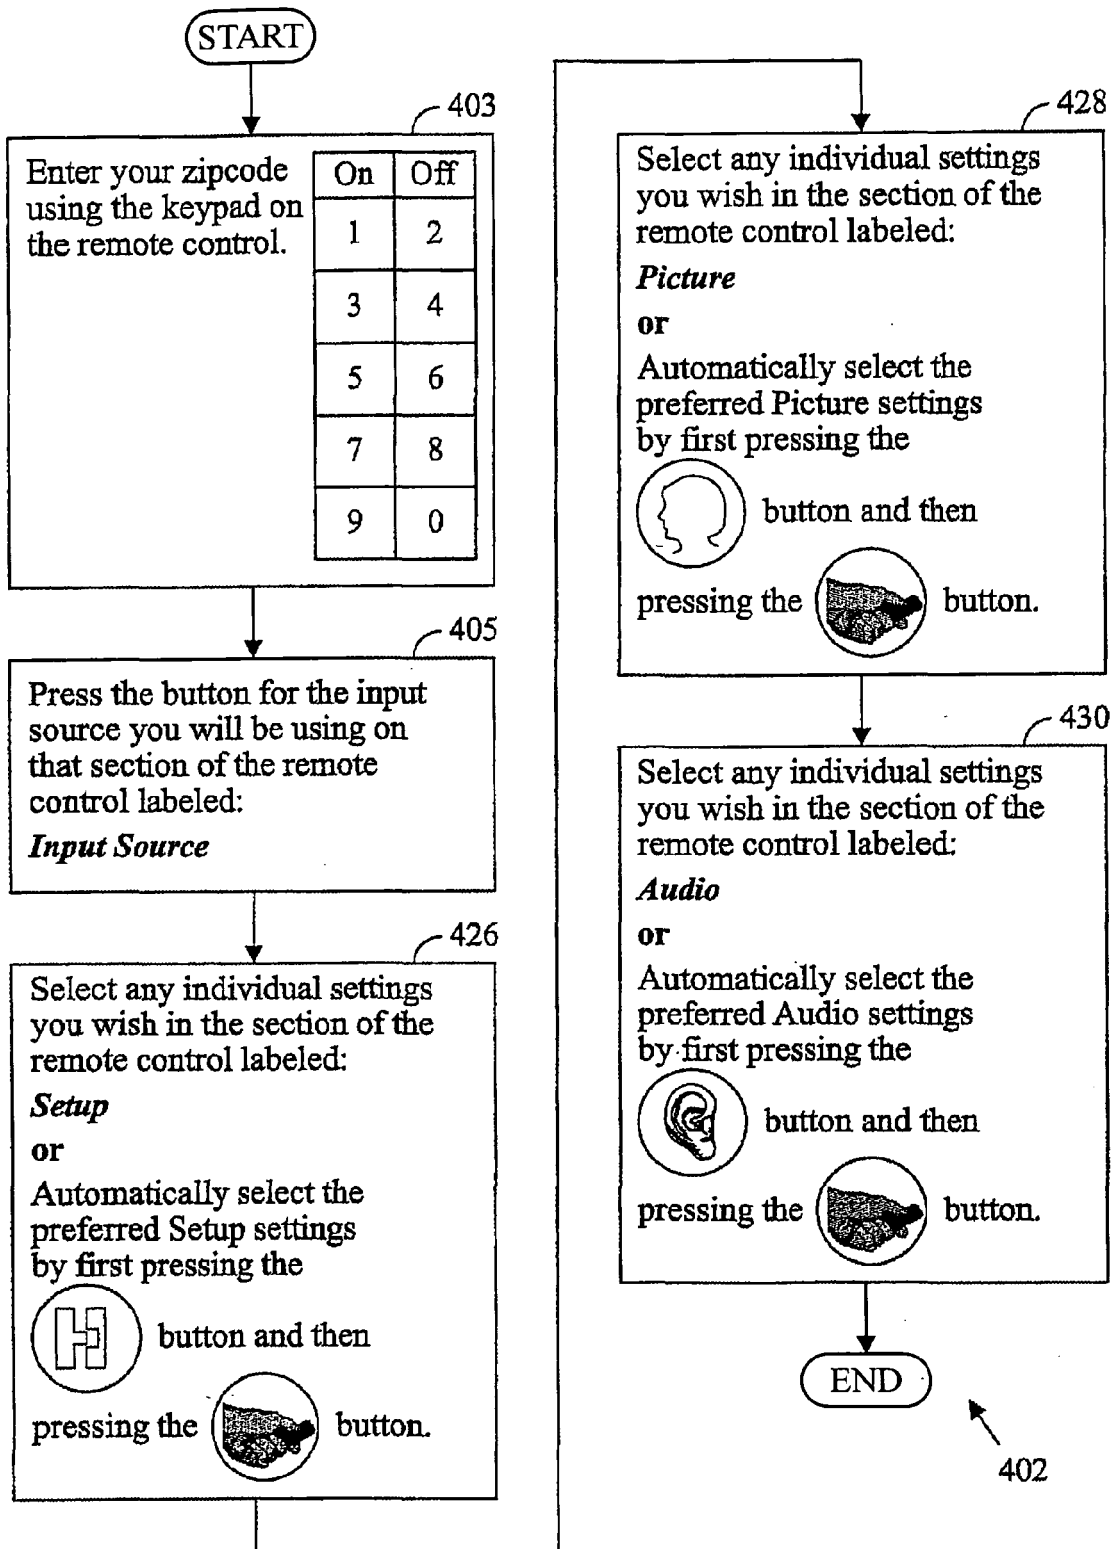 START
403
Enter your zipcode
using the keypad on
the remote control.
On Off
1 2
3 4
5 6
7 8
9 0
405
Press the button for the input
source you will be using on
that section of the remote
control labeled:
Input Source
426
Select any individual settings
you wish in the section of the
remote control labeled:
Setup
or
Automatically select the
preferred Setup settings
by first pressing the
button and then
pressing the button.
428
Select any individual settings
you wish in the section of the
remote control labeled:
Picture
or
Automatically select the
preferred Picture settings
by first pressing the
button and then
pressing the button.
430
Select any individual settings
you wish in the section of the
remote control labeled:
Audio
or
Automatically select the
preferred Audio settings
by first pressing the
button and then
pressing the button.
END
402